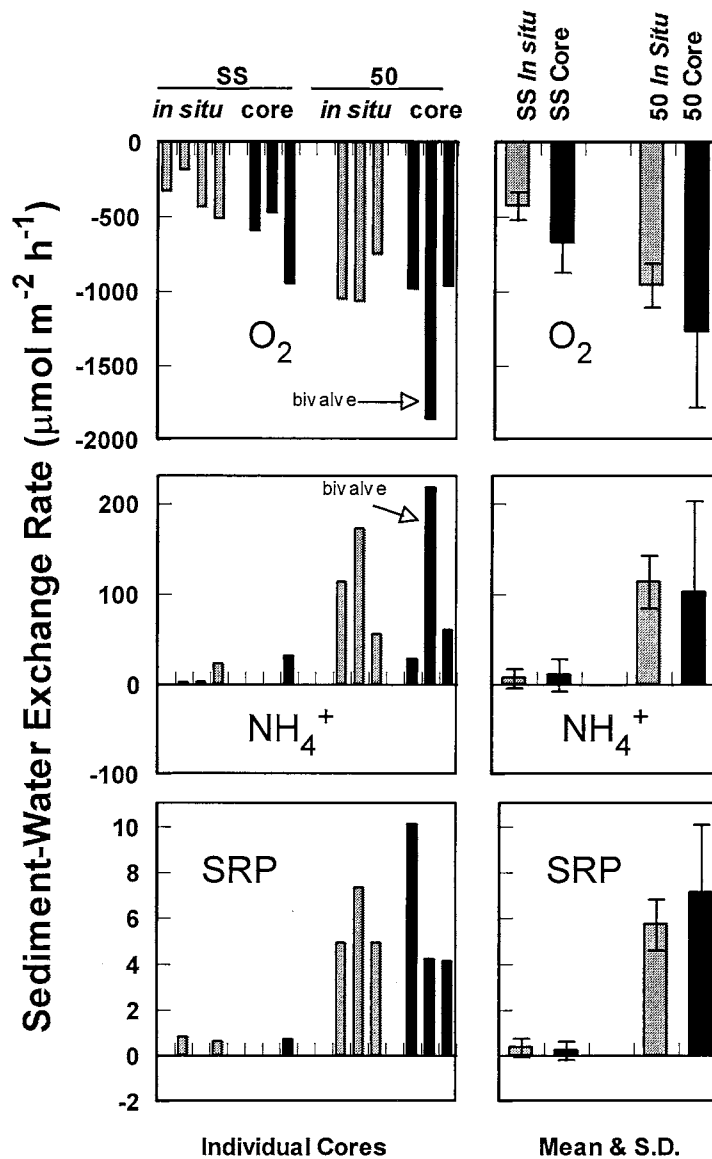 SS 50
in situ core in situ core
SS In situ
SS Core
50 In Situ
50 Core
Sediment-Water Exchange Rate (μmol m⁻² h⁻¹)
0
-500
-1000
-1500
-2000
O₂
bivalve
O₂
200
100
0
-100
bivalve
NH₄⁺
NH₄⁺
10
8
6
4
2
0
-2
SRP
SRP
Individual Cores
Mean & S.D.